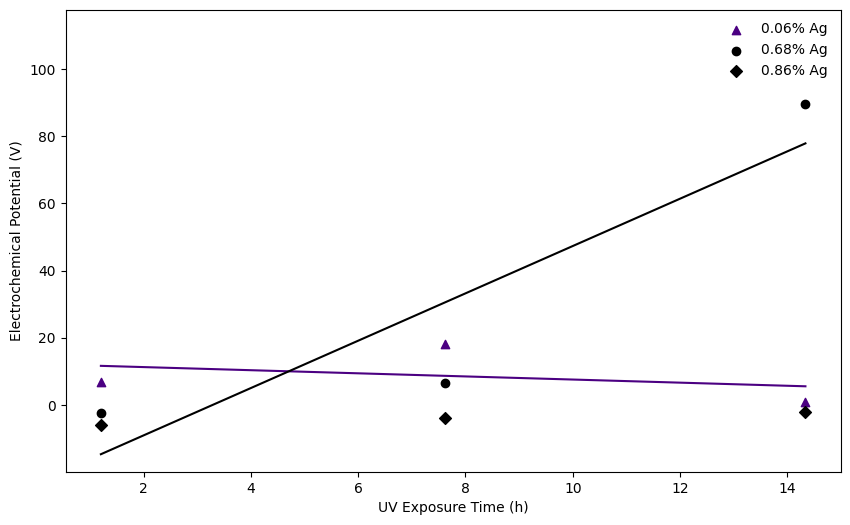 0.06% Ag
0.68% Ag
0.86% Ag
100
80
60
40
20
0
Electrochemical Potential (V)
2 4 6 8 10 12 14
UV Exposure Time (h)